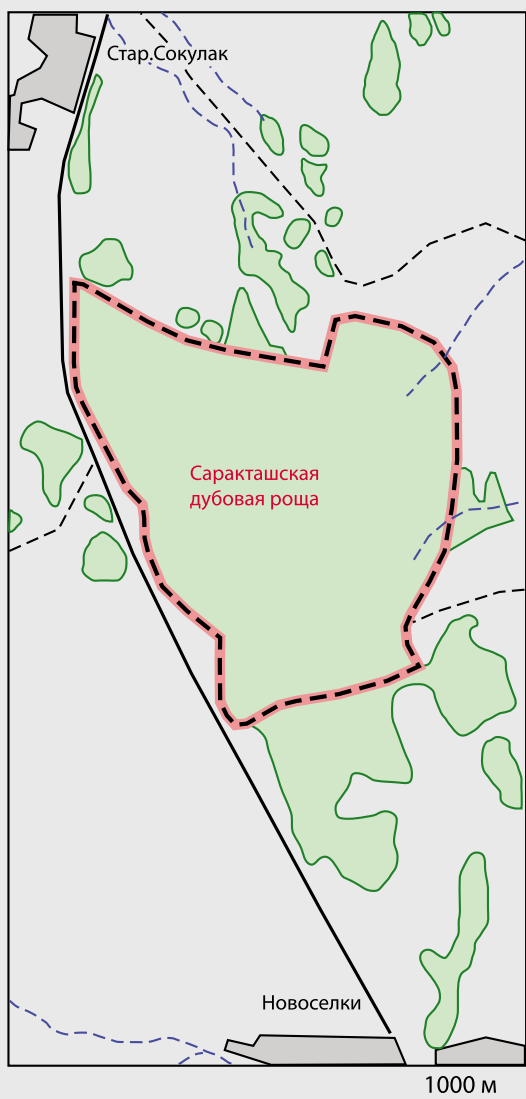 Стар.Сокулак
Саракташская
дубовая роща
Новоселки
1000 м